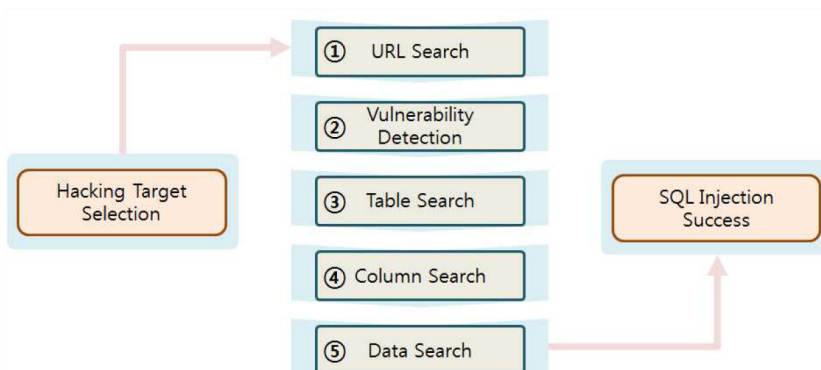 Hacking Target
Selection
① URL Search
② Vulnerability
Detection
③ Table Search
④ Column Search
⑤ Data Search
SQL Injection
Success